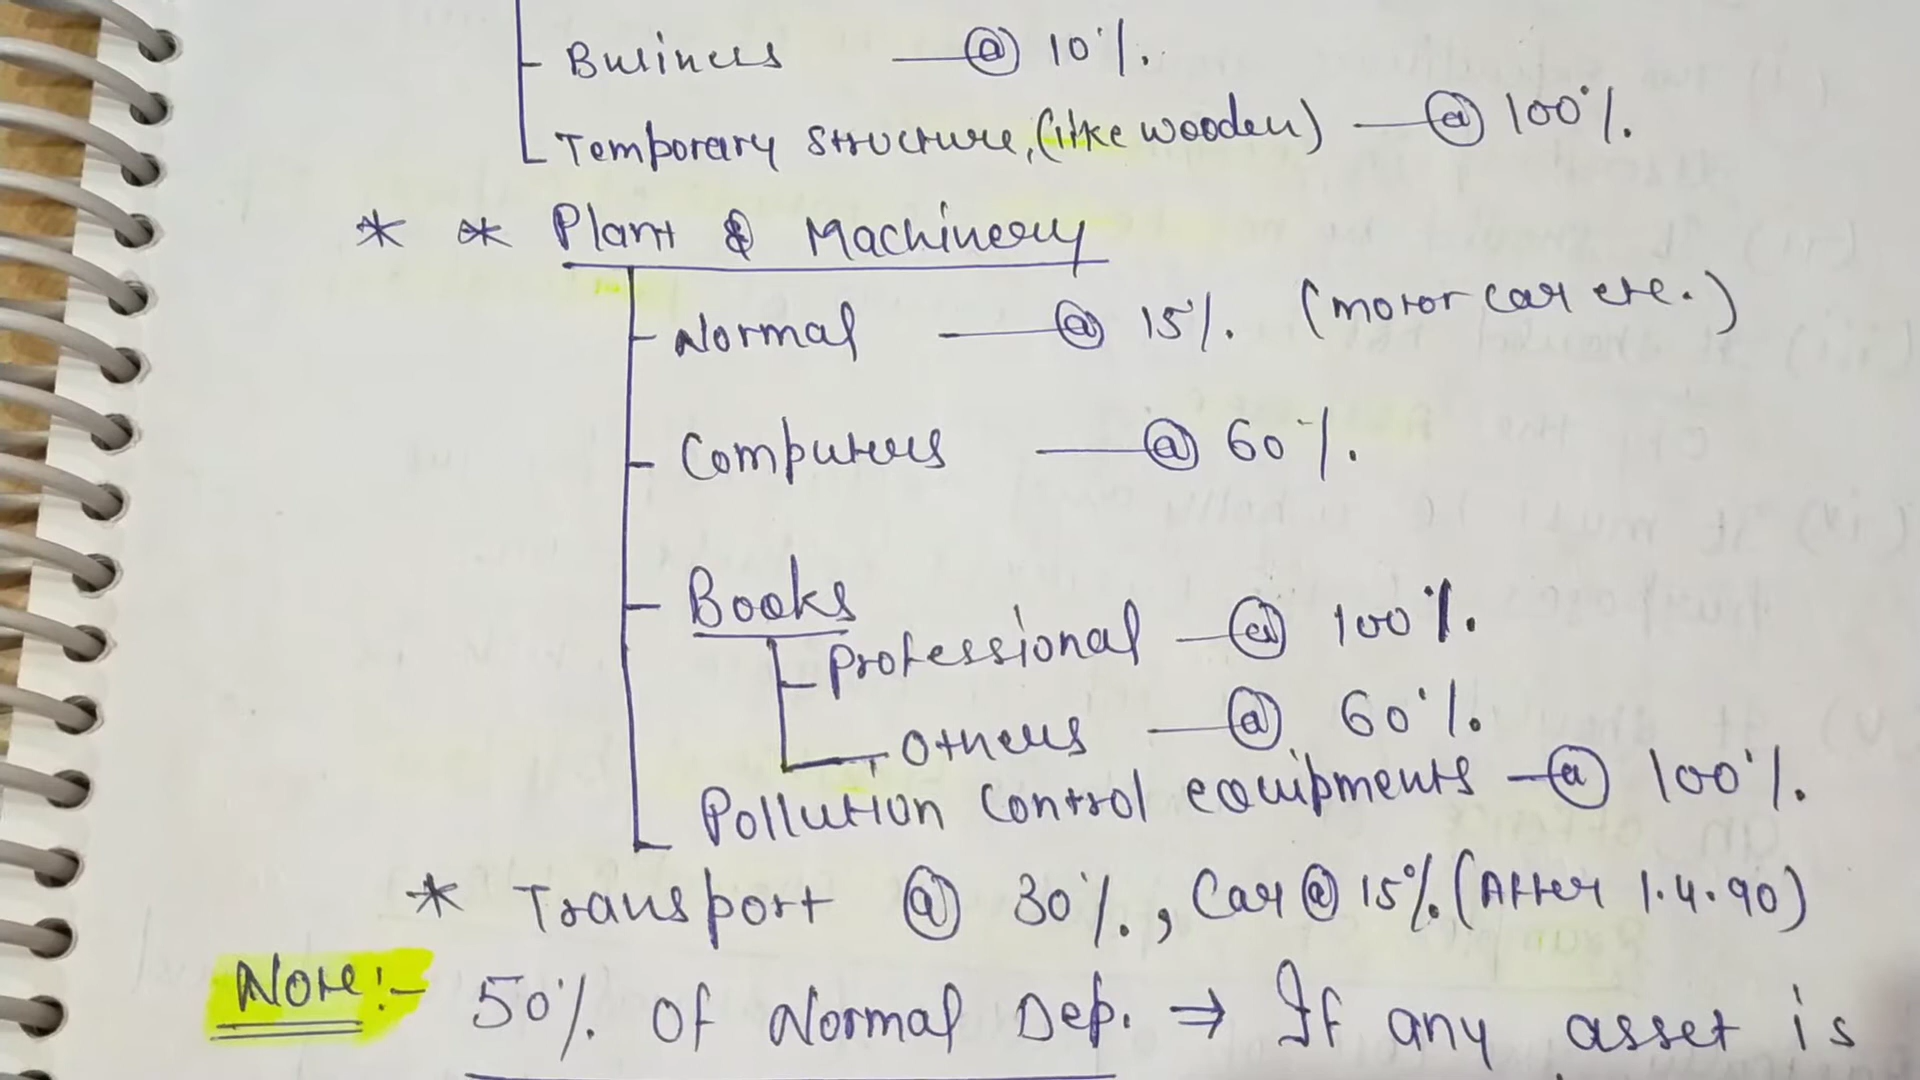 Business — @ 10%.
Temporary Structure, (like wooden) — @ 100%.
* * Plant & Machinery
Normal — @ 15%. (motor car etc.)
Computers — @ 60%.
Books
Professional — @ 100%.
Others — @ 60%.
Pollution Control equipments — @ 100%.
* Transport @ 30%., Car @ 15%. (After 1.4.90)
Note:- 50%. Of Normal Dep. ⇒ If any asset is